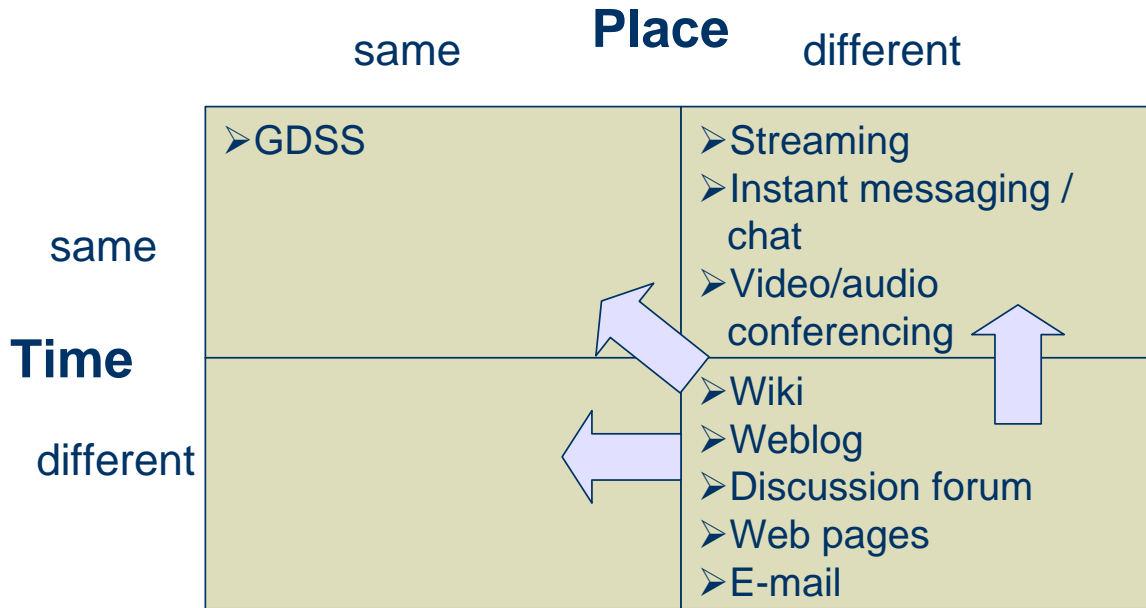 Place
same
different
➢GDSS
➢Streaming
➢Instant messaging /
chat
➢Video/audio
conferencing
same
Time
different
➢Wiki
➢Weblog
➢Discussion forum
➢Web pages
➢E-mail